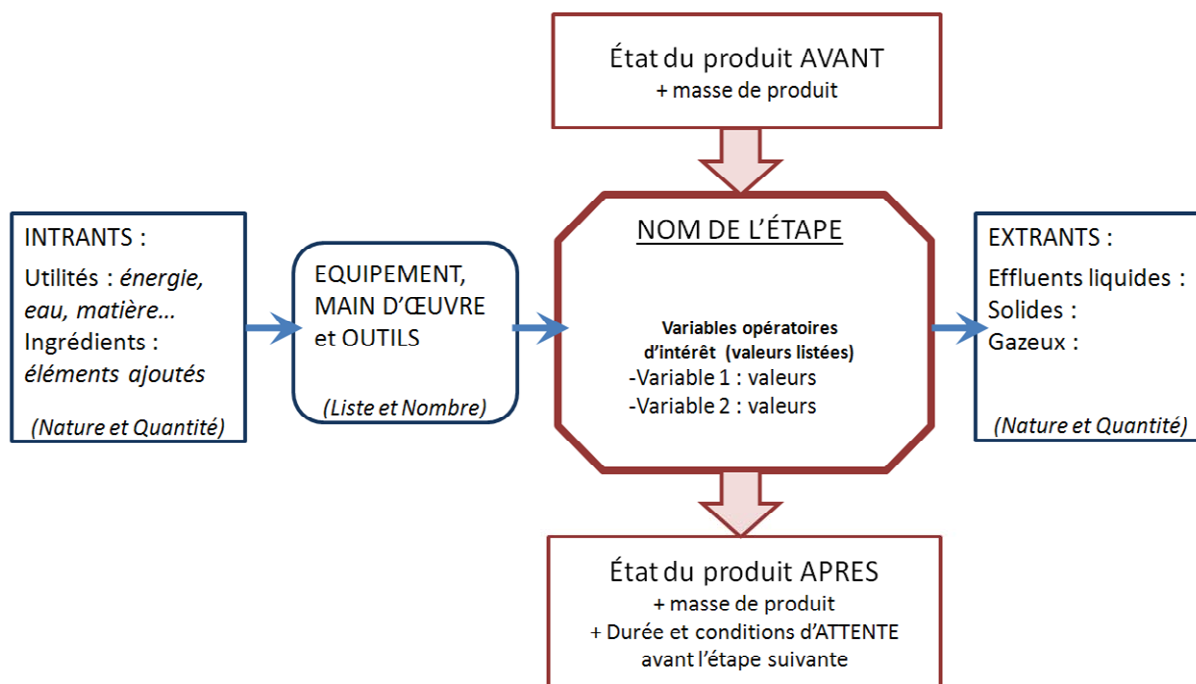 État du produit AVANT
+ masse de produit
INTRANTS :
Utilités : énergie,
eau, matière...
Ingrédients :
éléments ajoutés
(Nature et Quantité)
EQUIPEMENT,
MAIN D'ŒUVRE
et OUTILS
(Liste et Nombre)
NOM DE L'ÉTAPE
Variables opératoires
d'intérêt (valeurs listées)
-Variable 1 : valeurs
-Variable 2 : valeurs
EXTRANTS :
Effluents liquides :
Solides :
Gazeux :
(Nature et Quantité)
État du produit APRES
+ masse de produit
+ Durée et conditions d'ATTENTE
avant l'étape suivante